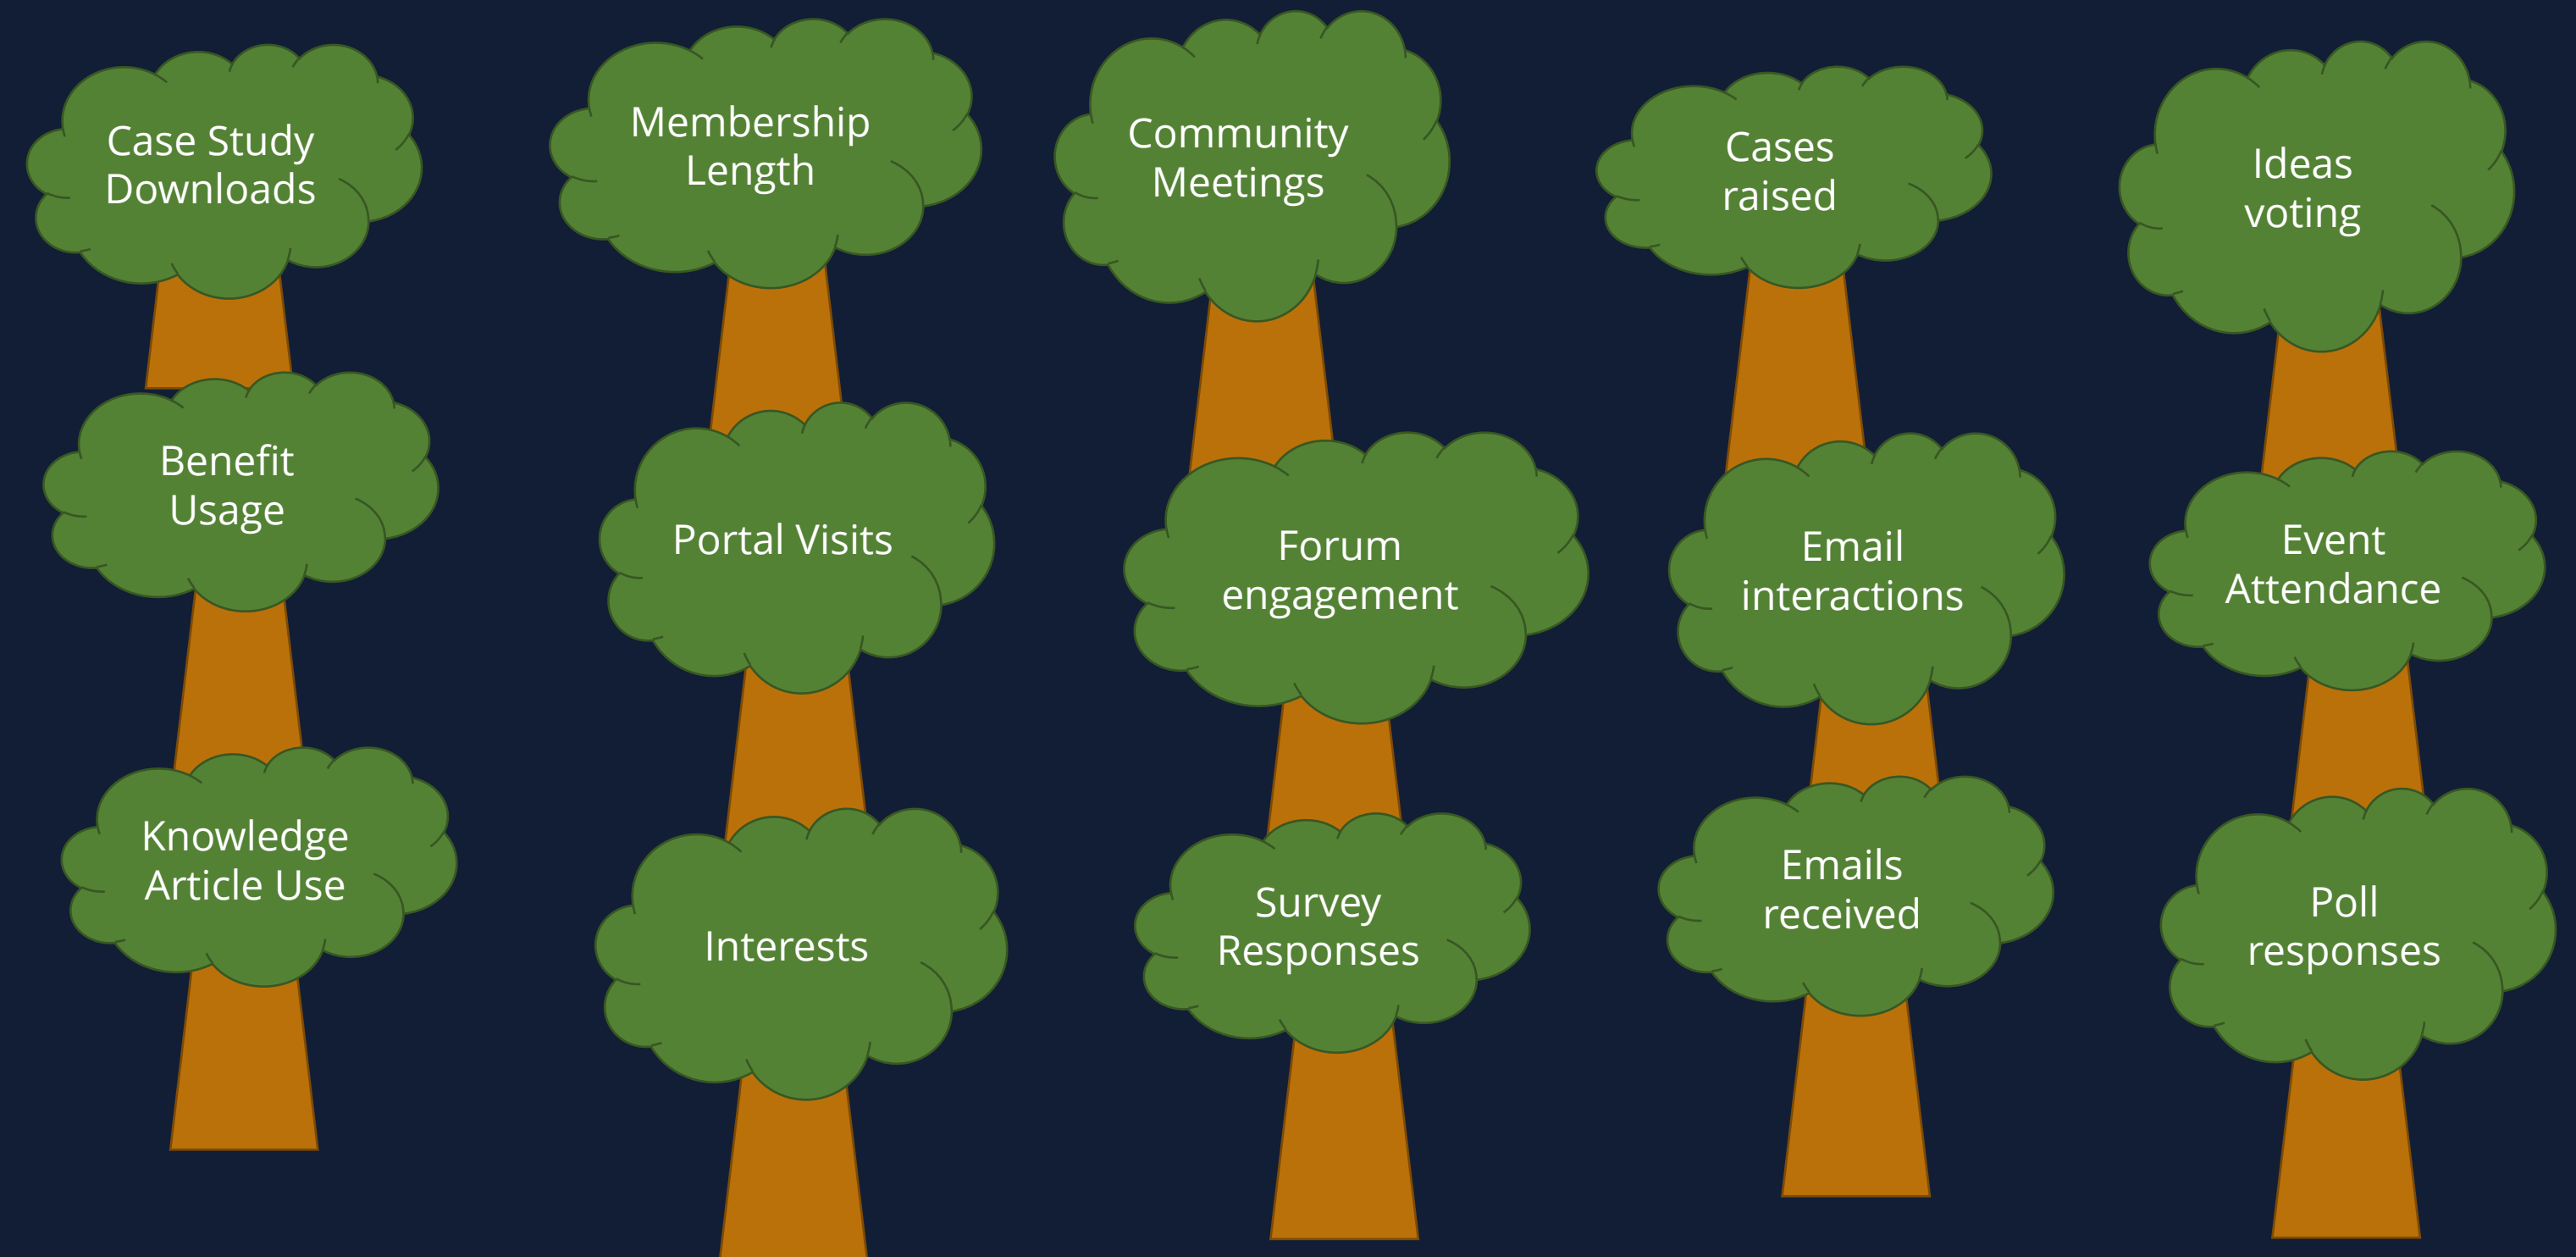 Case Study
Downloads
Membership
Length
Community
Meetings
Cases
raised
Ideas
voting
Benefit
Usage
Portal Visits
Forum
engagement
Email
interactions
Event
Attendance
Knowledge
Article Use
Interests
Survey
Responses
Emails
received
Poll
responses